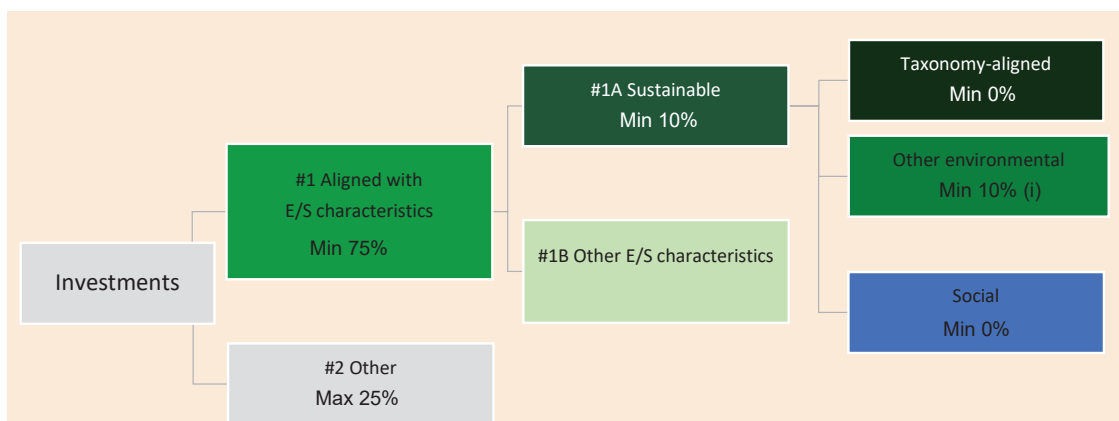 Investments
#1 Aligned with
E/S characteristics
Min 75%
#2 Other
Max 25%
#1A Sustainable
Min 10%
#1B Other E/S characteristics
Taxonomy-aligned
Min 0%
Other environmental
Min 10% (i)
Social
Min 0%